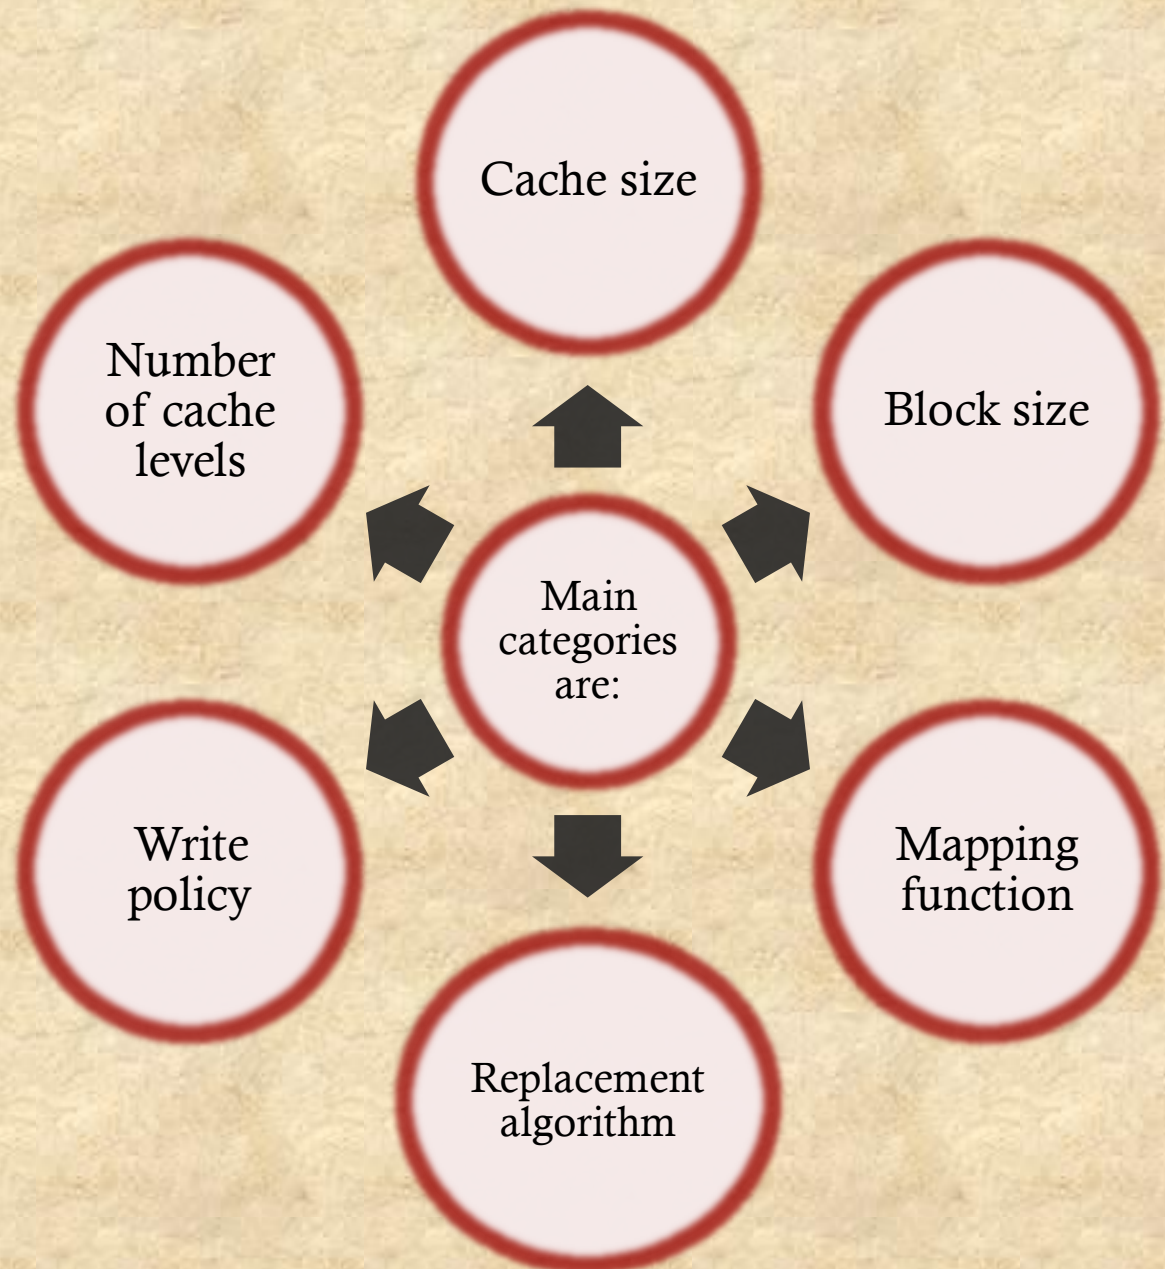 Main
categories
are:
Cache size
Block size
Mapping
function
Replacement
algorithm
Write
policy
Number
of cache
levels